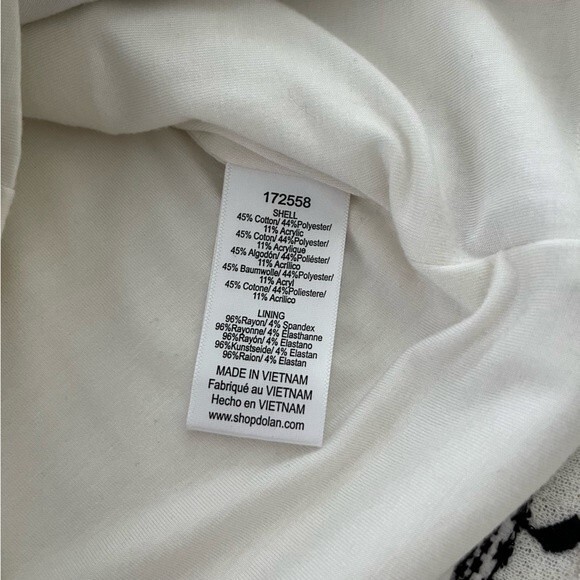 172558
SHELL
45% Cotton/ 44%Polyester/
11% Acrylic
45% Coton/ 44%Polyester/
11% Acrylique
45% Algodón/ 44%Poliéster/
11% Acrílico
45% Baumwolle/ 44%Polyester/
11% Acryl
45% Cotone/ 44%Poliestere/
11% Acrilico
LINING
96%Rayon/ 4% Spandex
96%Rayonne/ 4% Elasthanne
96%Rayón/ 4% Elastano
96%Kunstseide/ 4% Elastan
96%Raion/ 4% Elastan
MADE IN VIETNAM
Fabriqué au VIETNAM
Hecho en VIETNAM
www.shopdolan.com